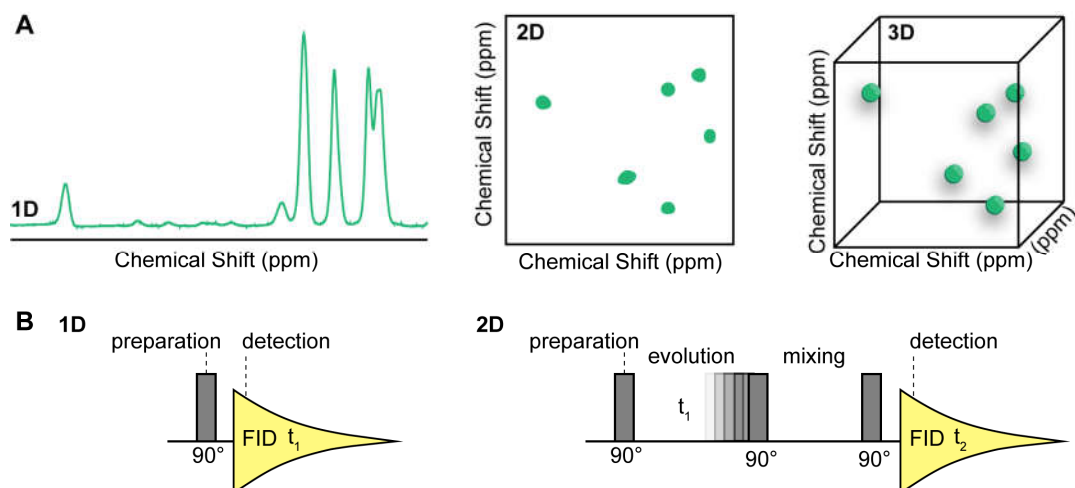 A
1D
Chemical Shift (ppm)
2D
Chemical Shift (ppm)
Chemical Shift (ppm)
3D
Chemical Shift (ppm)
Chemical Shift (ppm)
(ppm)
B 1D
preparation
detection
FID t₁
90°
2D
preparation
evolution
mixing
detection
t₁
FID t₂
90°
90°
90°